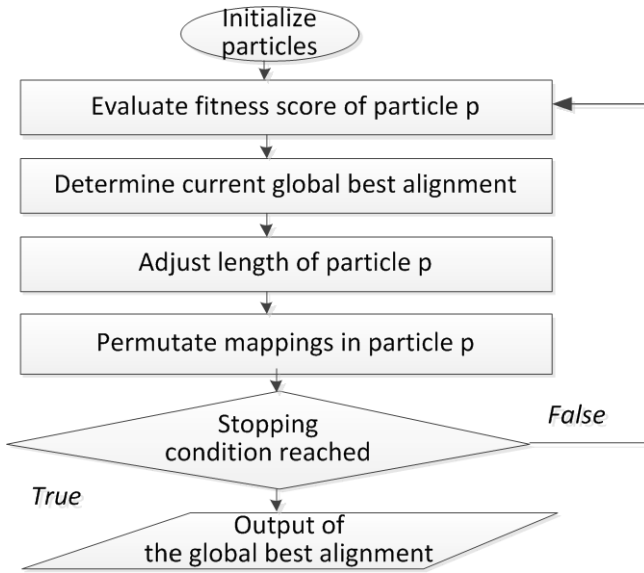 Initialize
particles
Evaluate fitness score of particle p
Determine current global best alignment
Adjust length of particle p
Permutate mappings in particle p
Stopping
condition reached
False
True
Output of
the global best alignment